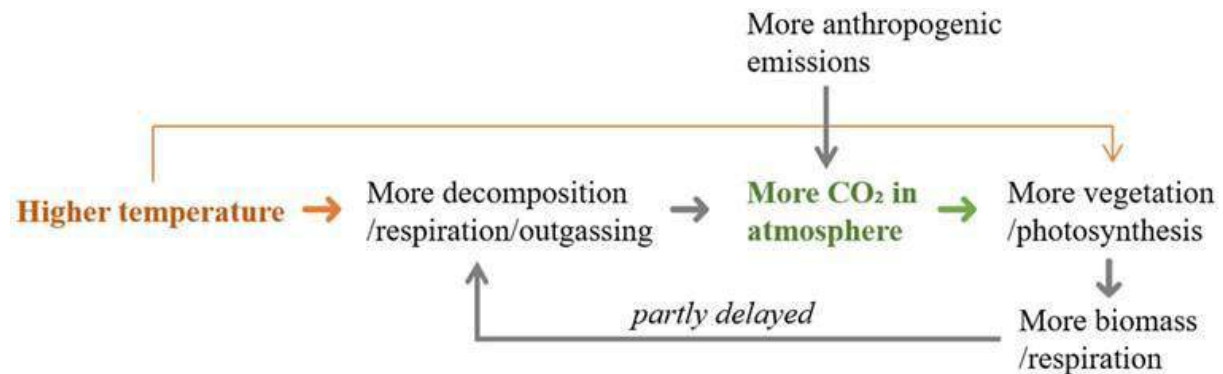 More anthropogenic
emissions
Higher temperature
More decomposition
/respiration/outgassing
More CO₂ in
atmosphere
More vegetation
/photosynthesis
partly delayed
More biomass
/respiration